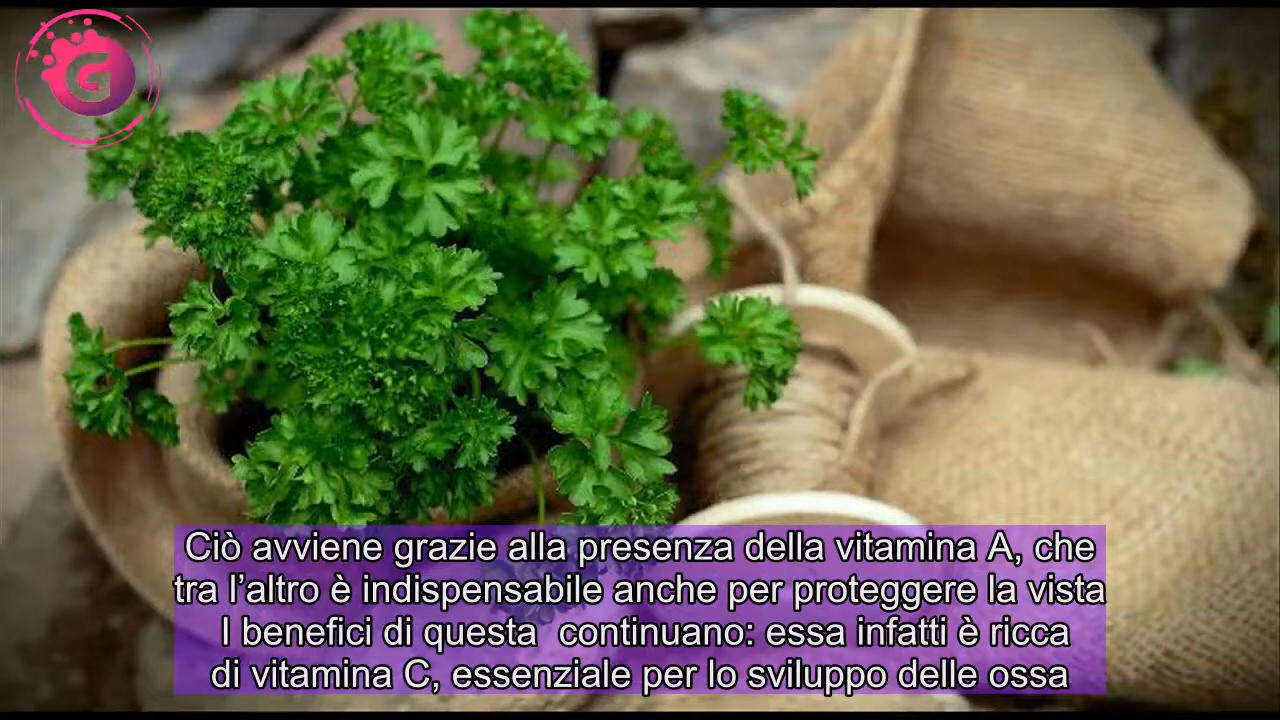 G
Ciò avviene grazie alla presenza della vitamina A, che
tra l’altro è indispensabile anche per proteggere la vista
I benefici di questa  continuano: essa infatti è ricca
di vitamina C, essenziale per lo sviluppo delle ossa